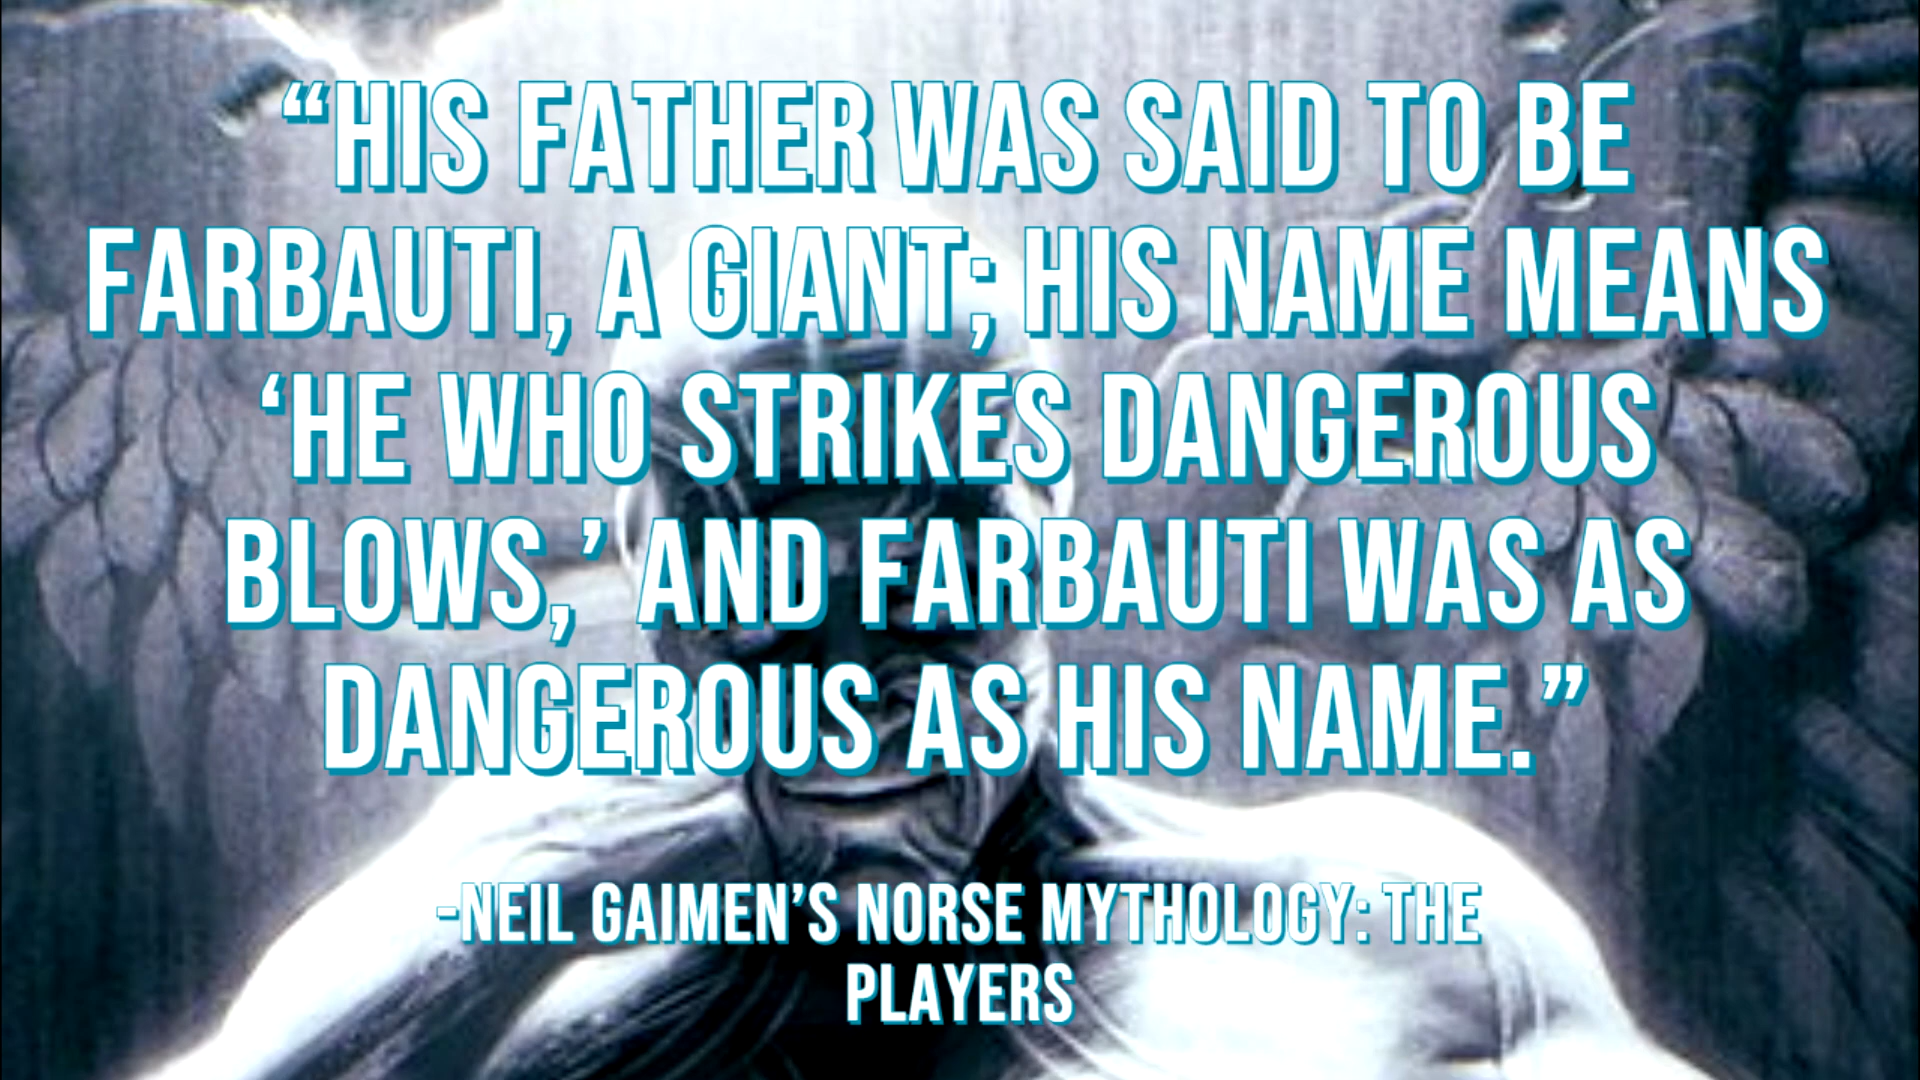 “HIS FATHER WAS SAID TO BE
FARBAUTI, A GIANT; HIS NAME MEANS
‘HE WHO STRIKES DANGEROUS
BLOWS,’ AND FARBAUTI WAS AS
DANGEROUS AS HIS NAME.”
-NEIL GAIMEN’S NORSE MYTHOLOGY: THE
PLAYERS